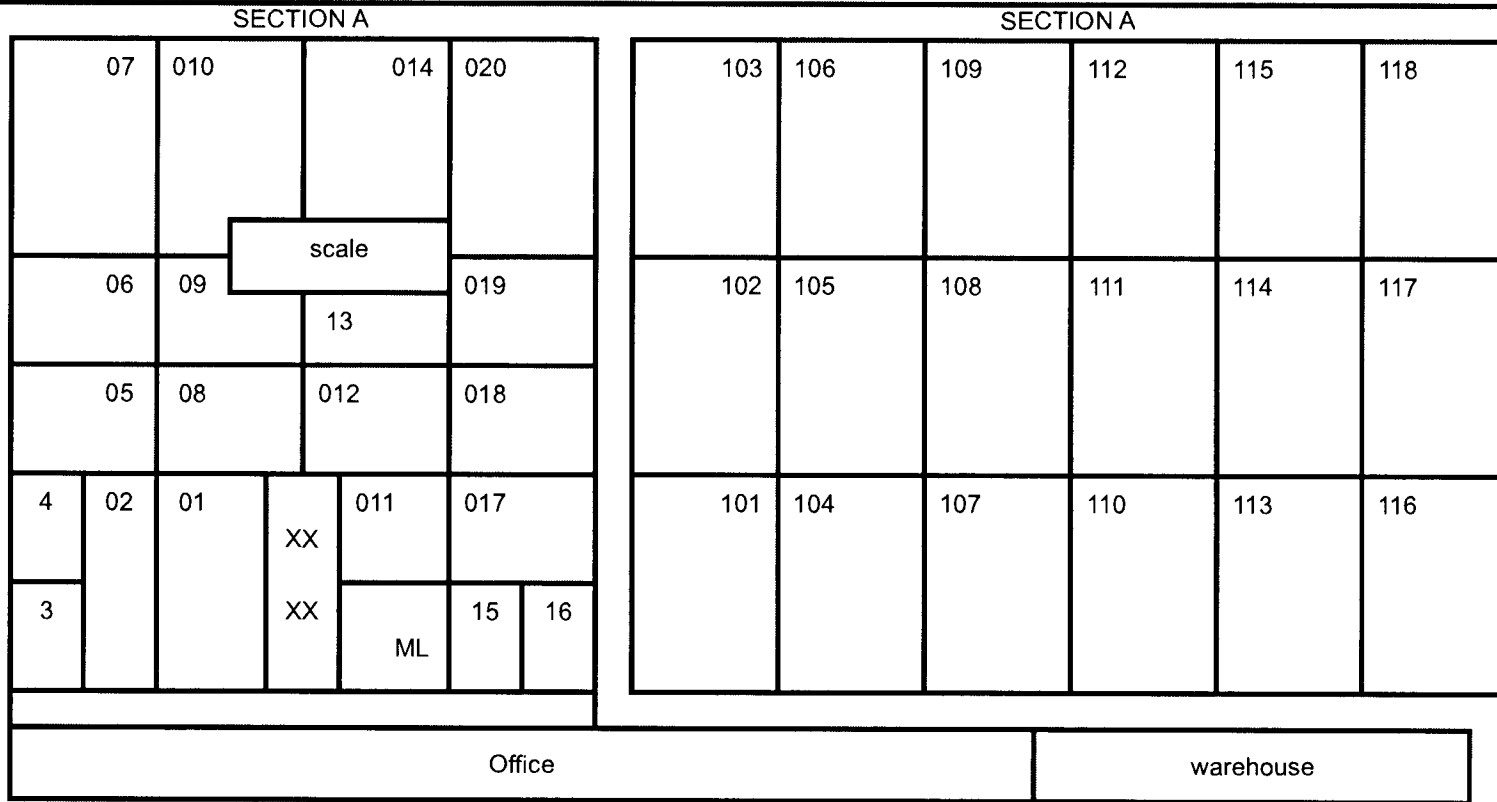 SECTION A SECTION A
07 010 014 020 103 106 109 112 115 118
scale
06 09 019 102 105 108 111 114 117
13
05 08 012 018
4 02 01 011 017 101 104 107 110 113 116
XX
3 XX 15 16
ML
Office warehouse